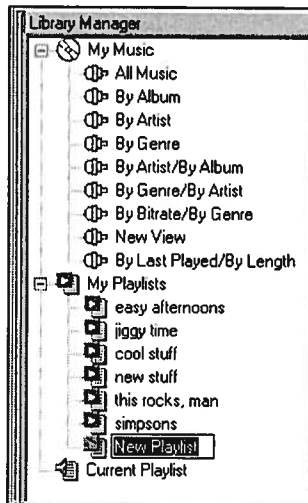 Library Manager
My Music
All Music
By Album
By Artist
By Genre
By Artist/By Album
By Genre/By Artist
By Bitrate/By Genre
New View
By Last Played/By Length
My Playlists
easy afternoons
jiggy time
cool stuff
new stuff
this rocks, man
simpsons
New Playlist
Current Playlist